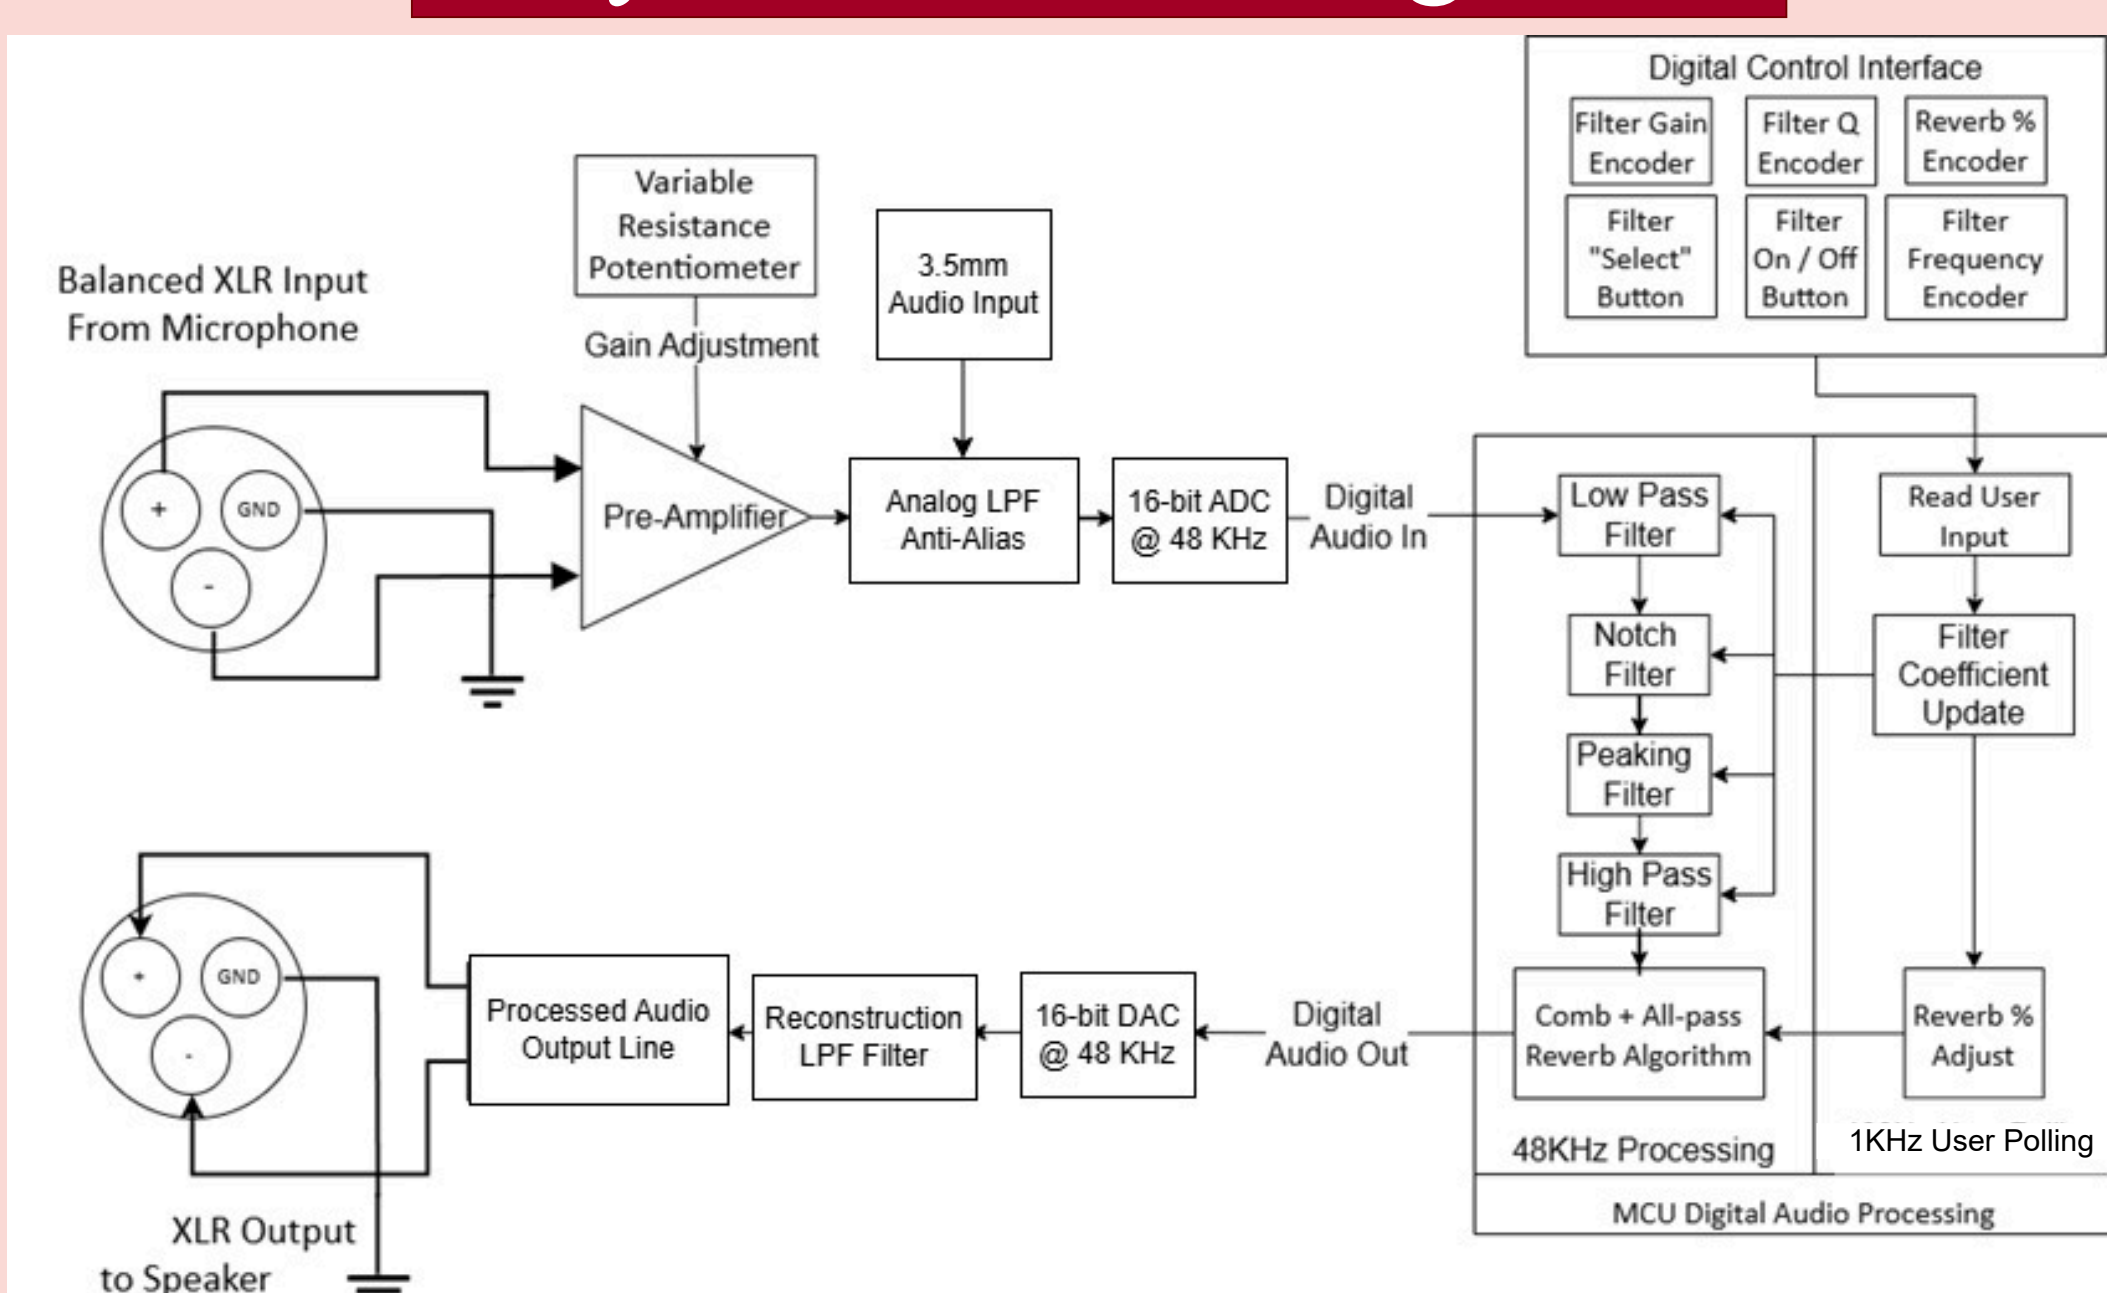 Digital Control Interface
Filter Gain
Encoder
Filter Q
Encoder
Reverb %
Encoder
Filter
"Select"
Button
Filter
On / Off
Button
Filter
Frequency
Encoder
Variable
Resistance
Potentiometer
Gain Adjustment
3.5mm
Audio Input
Balanced XLR Input
From Microphone
+
GND
-
Pre-Amplifier
Analog LPF
Anti-Alias
16-bit ADC
@ 48 KHz
Digital
Audio In
Low Pass
Filter
Notch
Filter
Peaking
Filter
High Pass
Filter
Comb + All-pass
Reverb Algorithm
48KHz Processing
Read User
Input
Filter
Coefficient
Update
Reverb %
Adjust
1KHz User Polling
MCU Digital Audio Processing
Digital
Audio Out
16-bit DAC
@ 48 KHz
Reconstruction
LPF Filter
Processed Audio
Output Line
+
GND
-
XLR Output
to Speaker